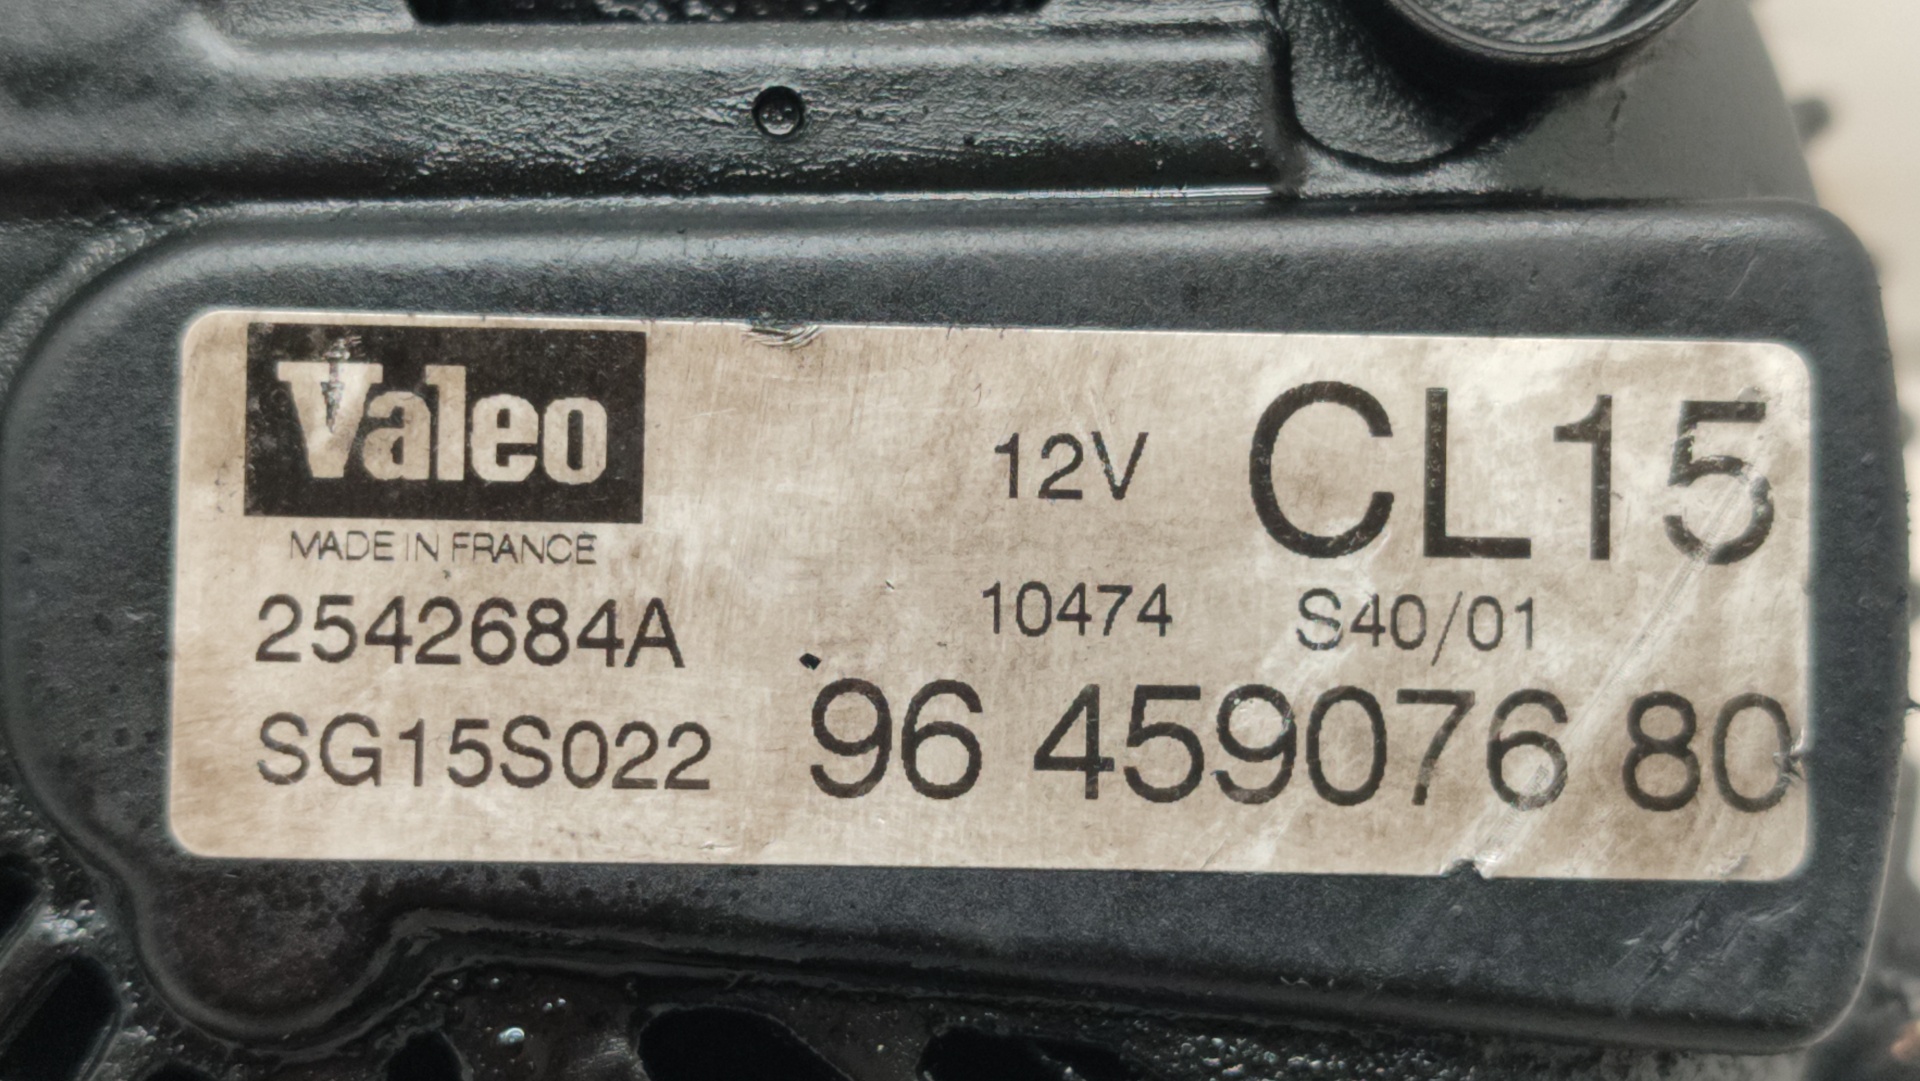 Valeo
MADE IN FRANCE
12V CL15
2542684A 10474 S40/01
SG15S022 96 459076 80